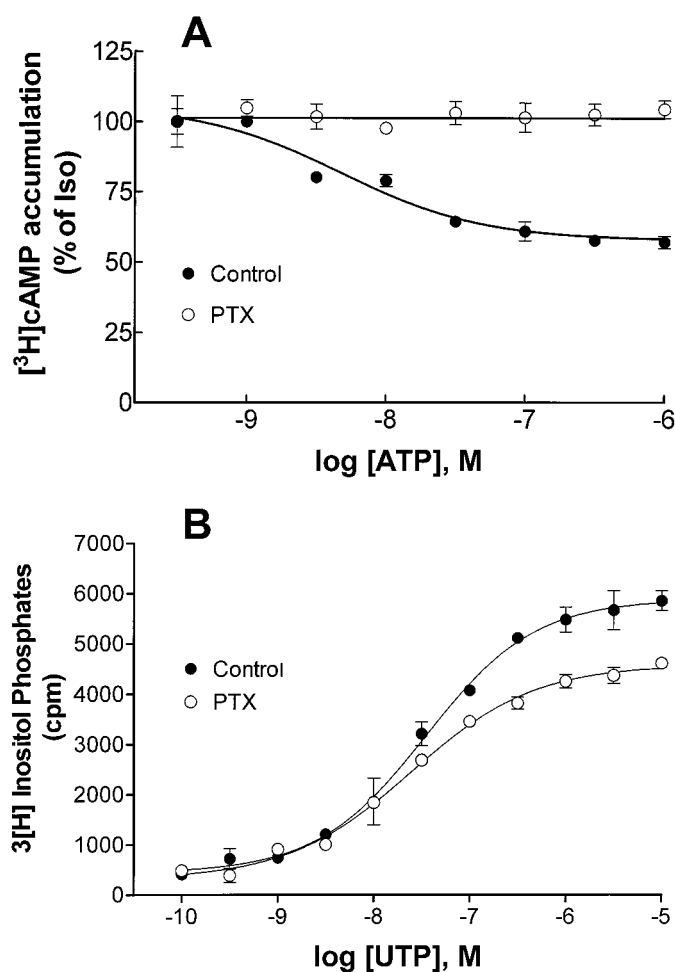 A
[³H]cAMP accumulation
(% of Iso)
125
100
75
50
25
0
Control
PTX
-9
-8
-7
-6
log [ATP], M
B
3[H] Inositol Phosphates
(cpm)
7000
6000
5000
4000
3000
2000
1000
0
Control
PTX
-10
-9
-8
-7
-6
-5
log [UTP], M